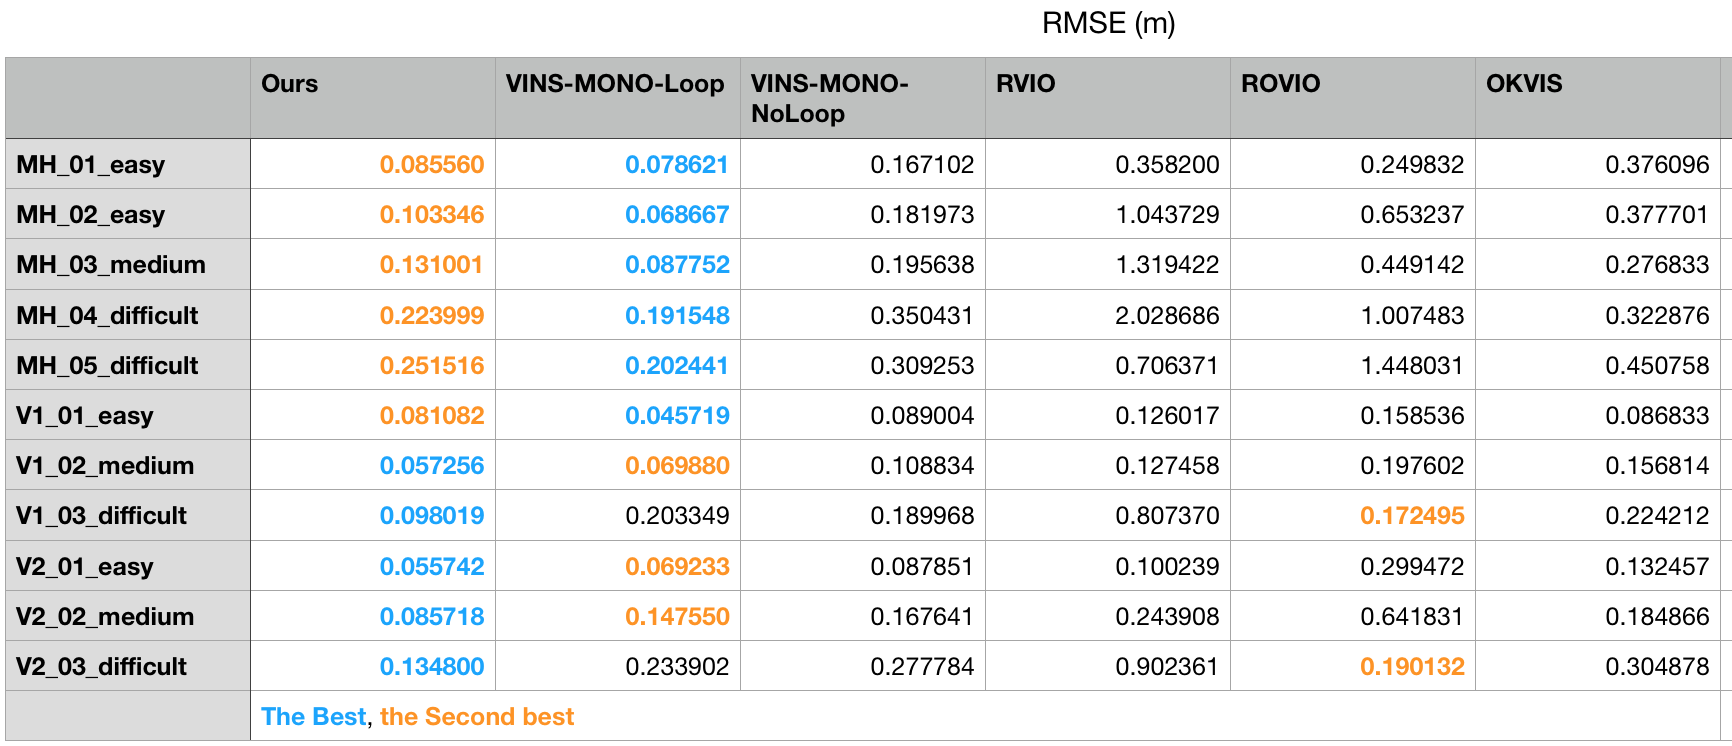 RMSE (m)
Ours VINS-MONO-Loop VINS-MONO-NoLoop RVIO ROVIO OKVIS
MH_01_easy 0.085560 0.078621 0.167102 0.358200 0.249832 0.376096
MH_02_easy 0.103346 0.068667 0.181973 1.043729 0.653237 0.377701
MH_03_medium 0.131001 0.087752 0.195638 1.319422 0.449142 0.276833
MH_04_difficult 0.223999 0.191548 0.350431 2.028686 1.007483 0.322876
MH_05_difficult 0.251516 0.202441 0.309253 0.706371 1.448031 0.450758
V1_01_easy 0.081082 0.045719 0.089004 0.126017 0.158536 0.086833
V1_02_medium 0.057256 0.069880 0.108834 0.127458 0.197602 0.156814
V1_03_difficult 0.098019 0.203349 0.189968 0.807370 0.172495 0.224212
V2_01_easy 0.055742 0.069233 0.087851 0.100239 0.299472 0.132457
V2_02_medium 0.085718 0.147550 0.167641 0.243908 0.641831 0.184866
V2_03_difficult 0.134800 0.233902 0.277784 0.902361 0.190132 0.304878
The Best, the Second best